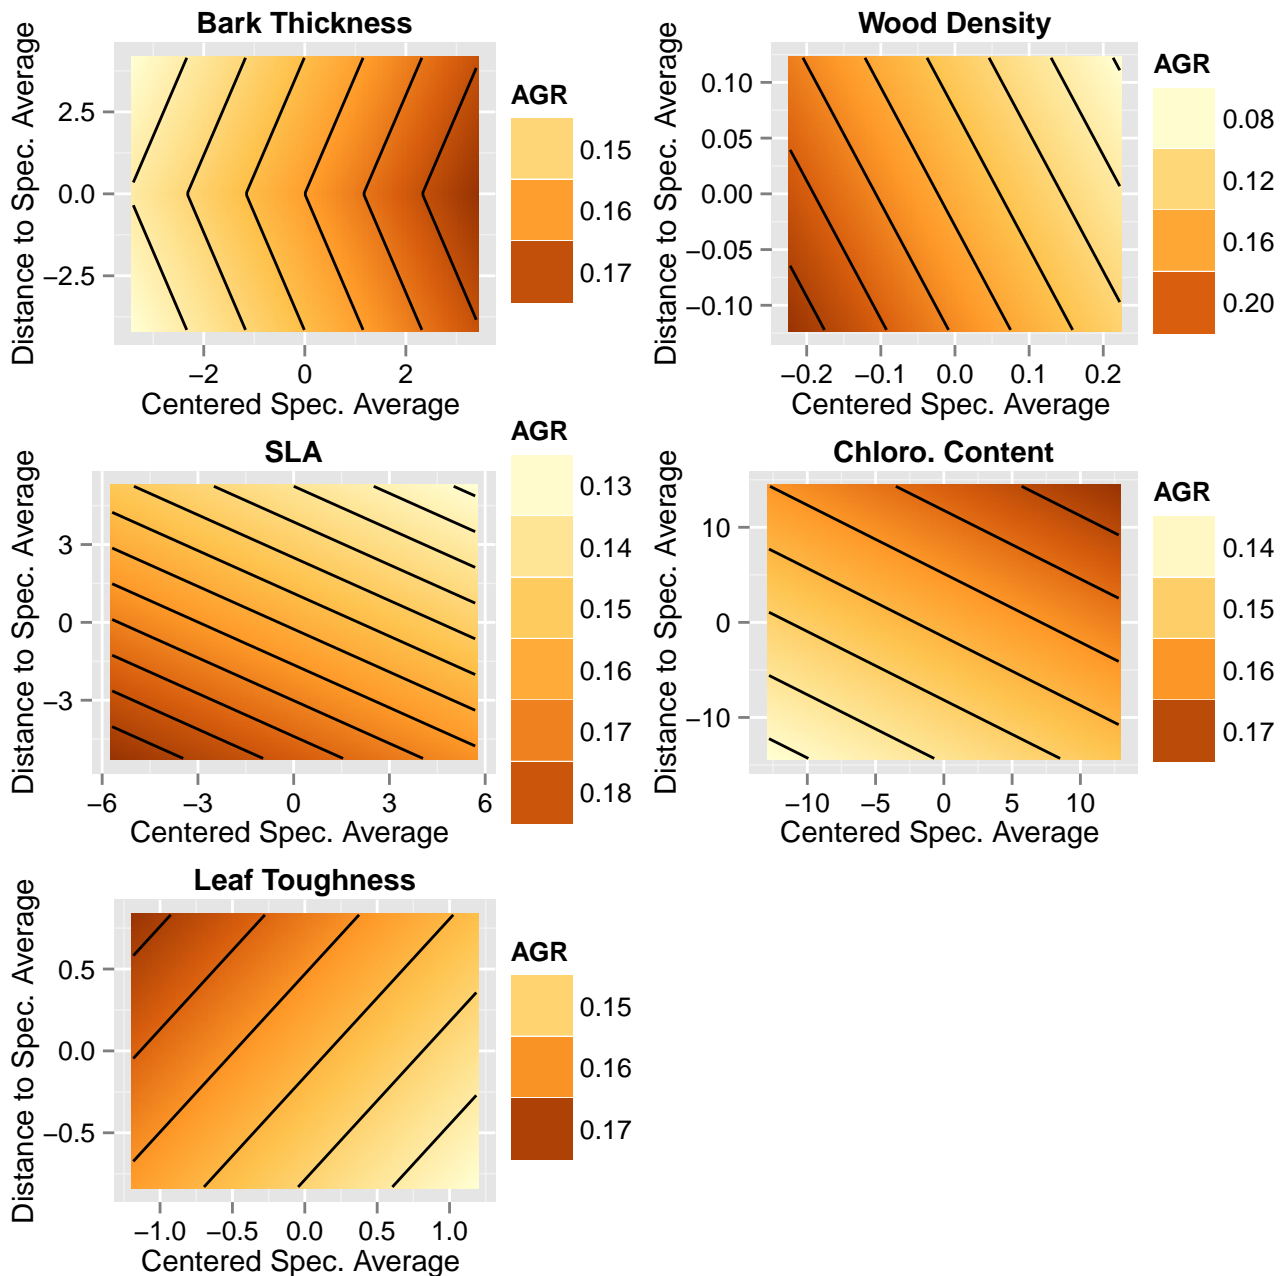 Bark Thickness
Distance to Spec. Average
2.5
0.0
−2.5
−2 0 2
Centered Spec. Average
AGR
0.15
0.16
0.17
Wood Density
Distance to Spec. Average
0.10
0.05
0.00
−0.05
−0.10
−0.2 −0.1 0.0 0.1 0.2
Centered Spec. Average
AGR
0.08
0.12
0.16
0.20
SLA
Distance to Spec. Average
3
0
−3
−6 −3 0 3 6
Centered Spec. Average
AGR
0.13
0.14
0.15
0.16
0.17
0.18
Chloro. Content
Distance to Spec. Average
10
0
−10
−10 −5 0 5 10
Centered Spec. Average
AGR
0.14
0.15
0.16
0.17
Leaf Toughness
Distance to Spec. Average
0.5
0.0
−0.5
−1.0 −0.5 0.0 0.5 1.0
Centered Spec. Average
AGR
0.15
0.16
0.17